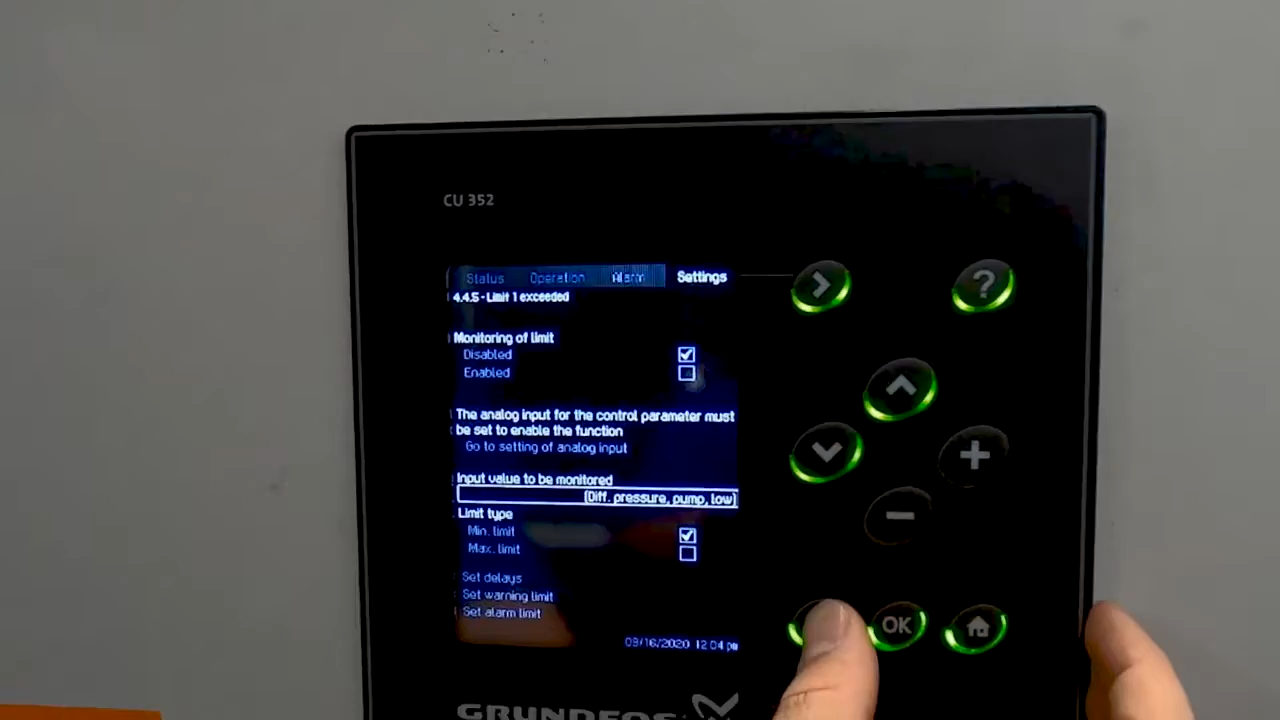 CU 352
Status Operation Alarm Settings
4.4.5 - Limit 1 exceeded
Monitoring of limit
Disabled
Enabled
The analog input for the control parameter must
be set to enable the function
Go to setting of analog input
Input value to be monitored
(Diff. pressure, pump, low)
Limit type
Min. limit
Max. limit
Set delays
Set warning limit
Set alarm limit
09/16/2020 12:04 pm
OK
GRUNDFOS